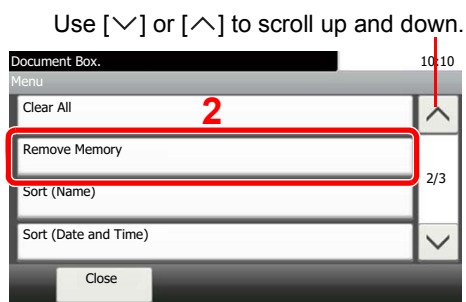 Use [∨] or [∧] to scroll up and down.
Document Box. 10:10
Menu
Clear All
2
Remove Memory
2/3
Sort (Name)
Sort (Date and Time)
Close